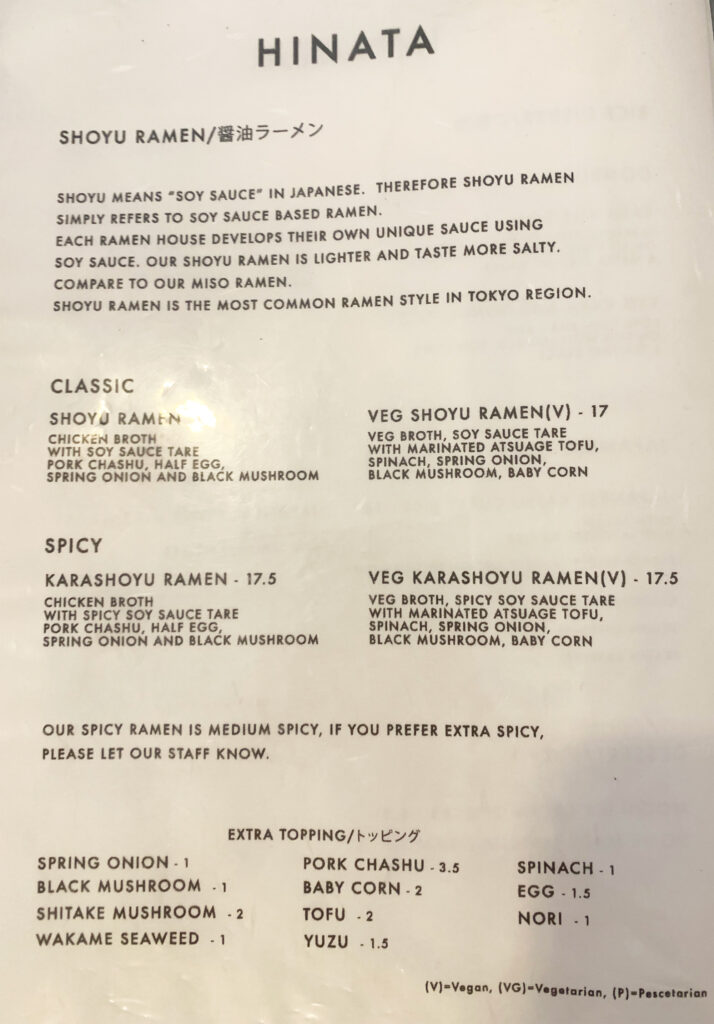 HINATA
SHOYU RAMEN/醤油ラーメン
SHOYU MEANS “SOY SAUCE” IN JAPANESE. THEREFORE SHOYU RAMEN
SIMPLY REFERS TO SOY SAUCE BASED RAMEN.
EACH RAMEN HOUSE DEVELOPS THEIR OWN UNIQUE SAUCE USING
SOY SAUCE. OUR SHOYU RAMEN IS LIGHTER AND TASTE MORE SALTY.
COMPARE TO OUR MISO RAMEN.
SHOYU RAMEN IS THE MOST COMMON RAMEN STYLE IN TOKYO REGION.
CLASSIC
SHOYU RAMEN
CHICKEN BROTH
WITH SOY SAUCE TARE
PORK CHASHU, HALF EGG,
SPRING ONION AND BLACK MUSHROOM
VEG SHOYU RAMEN(V) - 17
VEG BROTH, SOY SAUCE TARE
WITH MARINATED ATSUAGE TOFU,
SPINACH, SPRING ONION,
BLACK MUSHROOM, BABY CORN
SPICY
KARASHOYU RAMEN - 17.5
CHICKEN BROTH
WITH SPICY SOY SAUCE TARE
PORK CHASHU, HALF EGG,
SPRING ONION AND BLACK MUSHROOM
VEG KARASHOYU RAMEN(V) - 17.5
VEG BROTH, SPICY SOY SAUCE TARE
WITH MARINATED ATSUAGE TOFU,
SPINACH, SPRING ONION,
BLACK MUSHROOM, BABY CORN
OUR SPICY RAMEN IS MEDIUM SPICY, IF YOU PREFER EXTRA SPICY,
PLEASE LET OUR STAFF KNOW.
EXTRA TOPPING/トッピング
SPRING ONION - 1
BLACK MUSHROOM - 1
SHITAKE MUSHROOM - 2
WAKAME SEAWEED - 1
PORK CHASHU - 3.5
BABY CORN - 2
TOFU - 2
YUZU - 1.5
SPINACH - 1
EGG - 1.5
NORI - 1
(V)=Vegan, (VG)=Vegetarian, (P)=Pescetarian